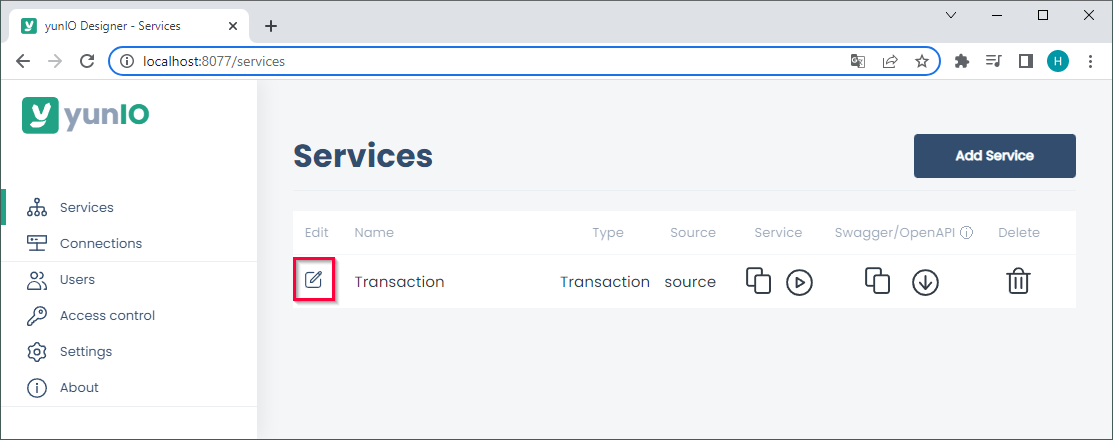 yunIO Designer - Services
localhost:8077/services
H
yunIO
Services
Connections
Users
Access control
Settings
About
Services
Add Service
Edit Name Type Source Service Swagger/OpenAPI Delete
Transaction Transaction source